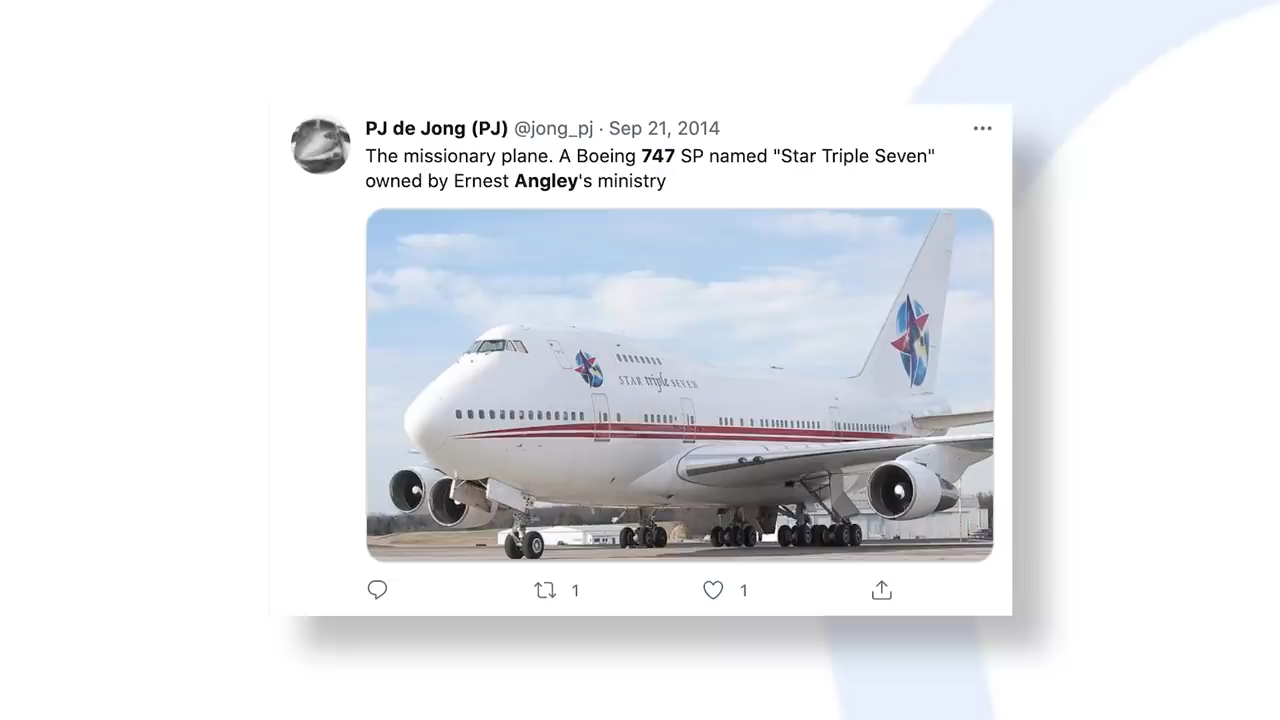 PJ de Jong (PJ) @jong_pj · Sep 21, 2014
The missionary plane. A Boeing 747 SP named "Star Triple Seven"
owned by Ernest Angley's ministry
STAR triple SEVEN
1 1